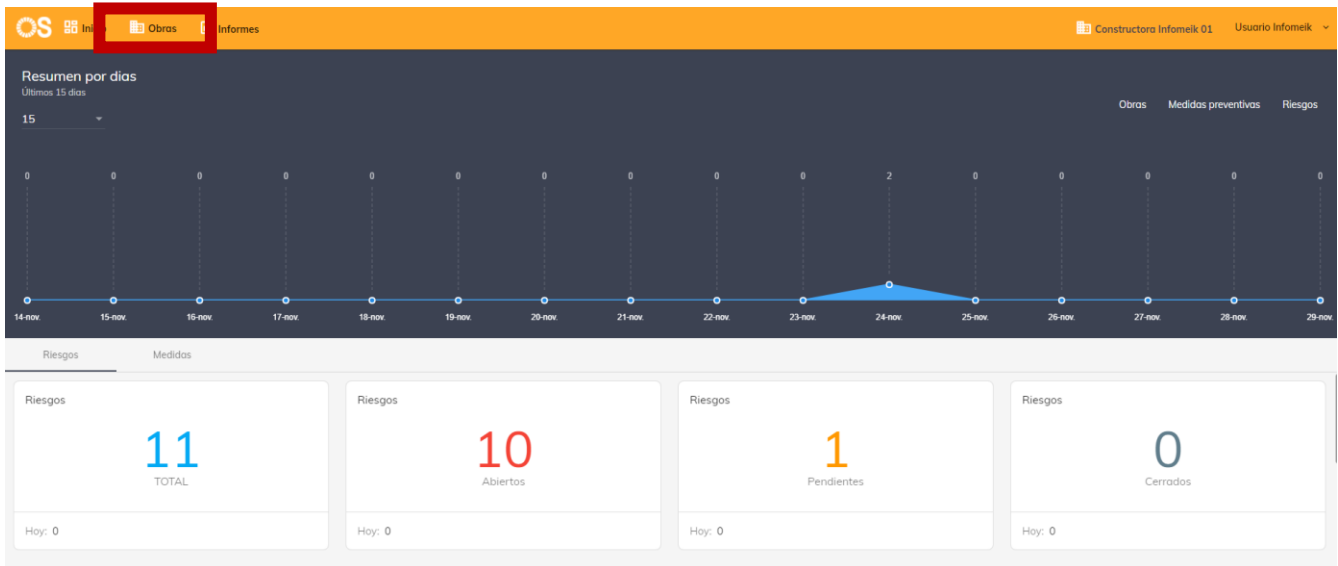 OS Ini Obras Informes Constructora Infomeik 01 Usuario Infomeik
Resumen por dias
Últimos 15 dias
15
Obras Medidas preventivas Riesgos
0 0 0 0 0 0 0 0 0 0 2 0 0 0 0 0
14-nov. 15-nov. 16-nov. 17-nov. 18-nov. 19-nov. 20-nov. 21-nov. 22-nov. 23-nov. 24-nov. 25-nov. 26-nov. 27-nov. 28-nov. 29-nov.
Riesgos Medidas
Riesgos Riesgos Riesgos Riesgos
11 10 1 0
TOTAL Abiertos Pendientes Cerrados
Hoy: 0 Hoy: 0 Hoy: 0 Hoy: 0